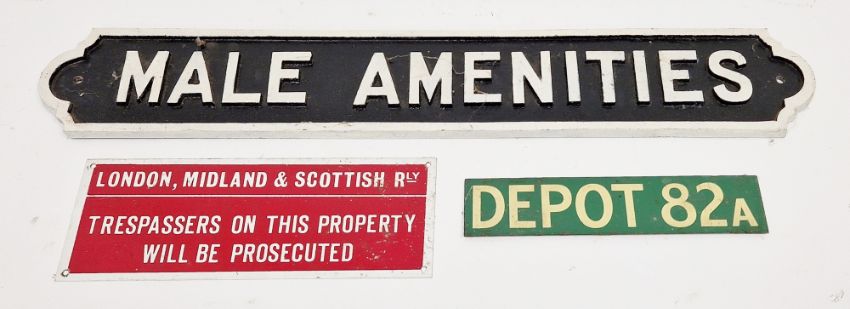 MALE AMENITIES
LONDON, MIDLAND & SCOTTISH RLY
TRESPASSERS ON THIS PROPERTY
WILL BE PROSECUTED
DEPOT 82A